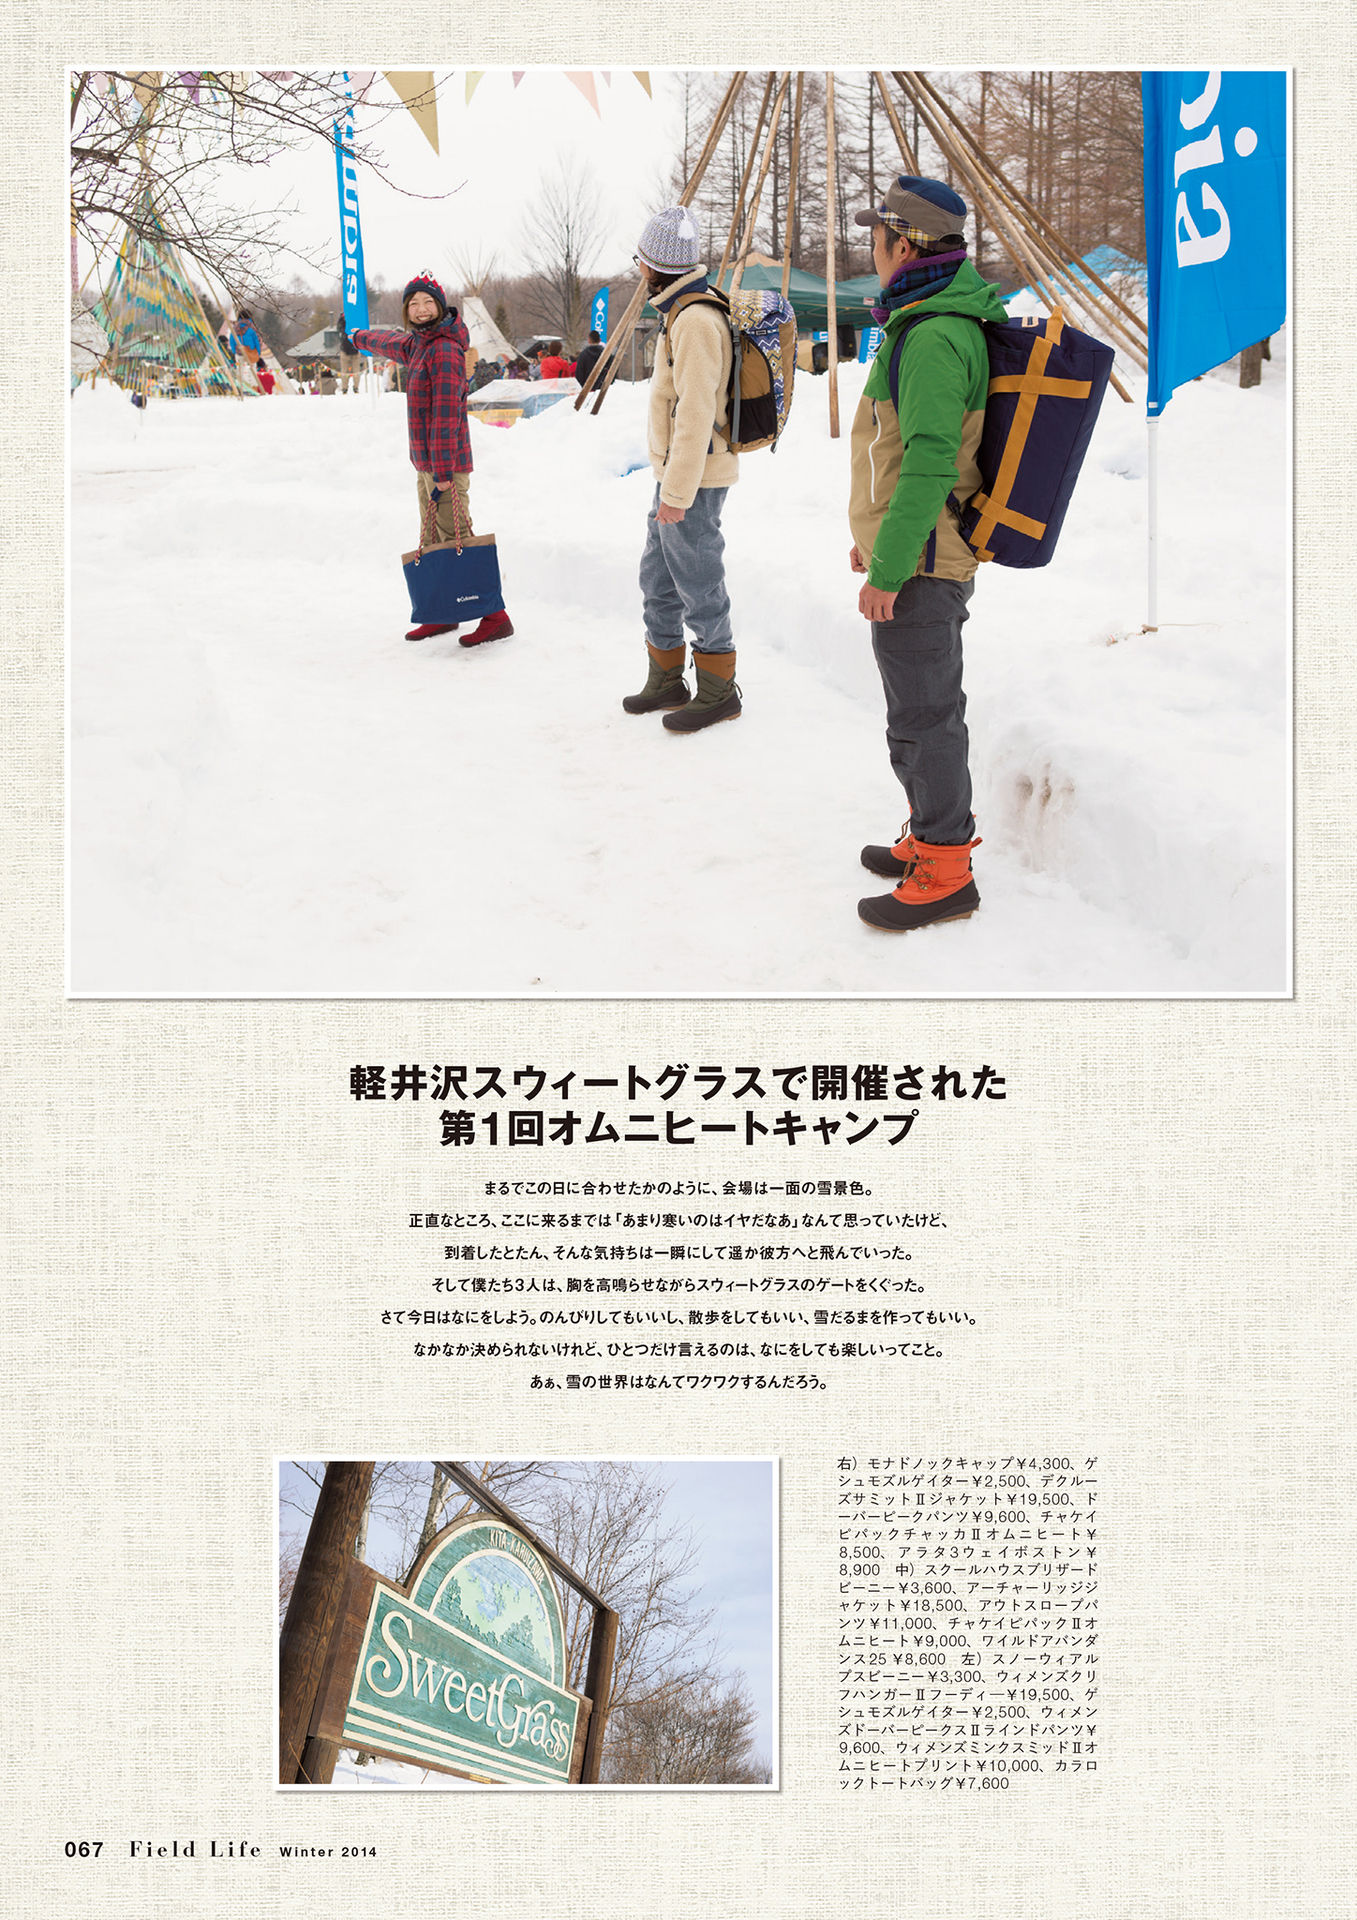 bia
Columbia
Colu
mbia
Columbia
軽井沢スウィートグラスで開催された
第1回オムニヒートキャンプ
まるでこの日に合わせたかのように、会場は一面の雪景色。
正直なところ、ここに来るまでは「あまり寒いのはイヤだなあ」なんて思っていたけど、
到着したとたん、そんな気持ちは一瞬にして遥か彼方へと飛んでいった。
そして僕たち3人は、胸を高鳴らせながらスウィートグラスのゲートをくぐった。
さて今日はなにをしよう。のんびりしてもいいし、散歩をしてもいい、雪だるまを作ってもいい。
なかなか決められないけれど、ひとつだけ言えるのは、なにをしても楽しいってこと。
あぁ、雪の世界はなんてワクワクするんだろう。
KITA-KARUIZAWA
SweetGrass
右）モナドノックキャップ￥4,300、ゲ
シュモズルゲイター￥2,500、デクルー
ズサミットⅡジャケット￥19,500、ド
ーバーピークパンツ￥9,600、チャケイ
ピパックチャッカⅡオムニヒート￥
8,500、アラタ3ウェイボストン￥
8,900　中）スクールハウスブリザード
ビーニー￥3,600、アーチャーリッジジ
ャケット￥18,500、アウトスロープパ
ンツ￥11,000、チャケイピパックⅡオ
ムニヒート￥9,000、ワイルドアバンダ
ンス25 ￥8,600　左）スノーウィアル
プスビーニー￥3,300、ウィメンズクリ
フハンガーⅡフーディー￥19,500、ゲ
シュモズルゲイター￥2,500、ウィメン
ズドーバーピークスⅡラインドパンツ￥
9,600、ウィメンズミンクスミッドⅡオ
ムニヒートプリント￥10,000、カラロ
ックトートバッグ￥7,600
067 Field Life Winter 2014